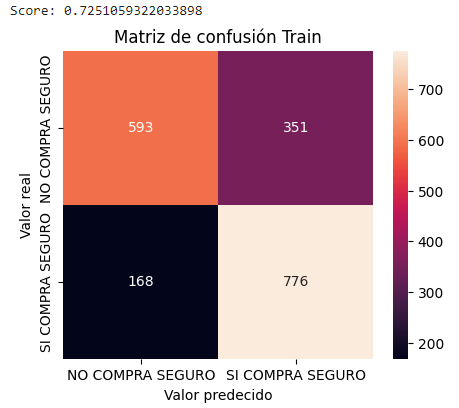 Score: 0.7251059322033898
Matriz de confusión Train
Valor real
NO COMPRA SEGURO
SI COMPRA SEGURO
593
351
168
776
NO COMPRA SEGURO
SI COMPRA SEGURO
Valor predecido
700
600
500
400
300
200